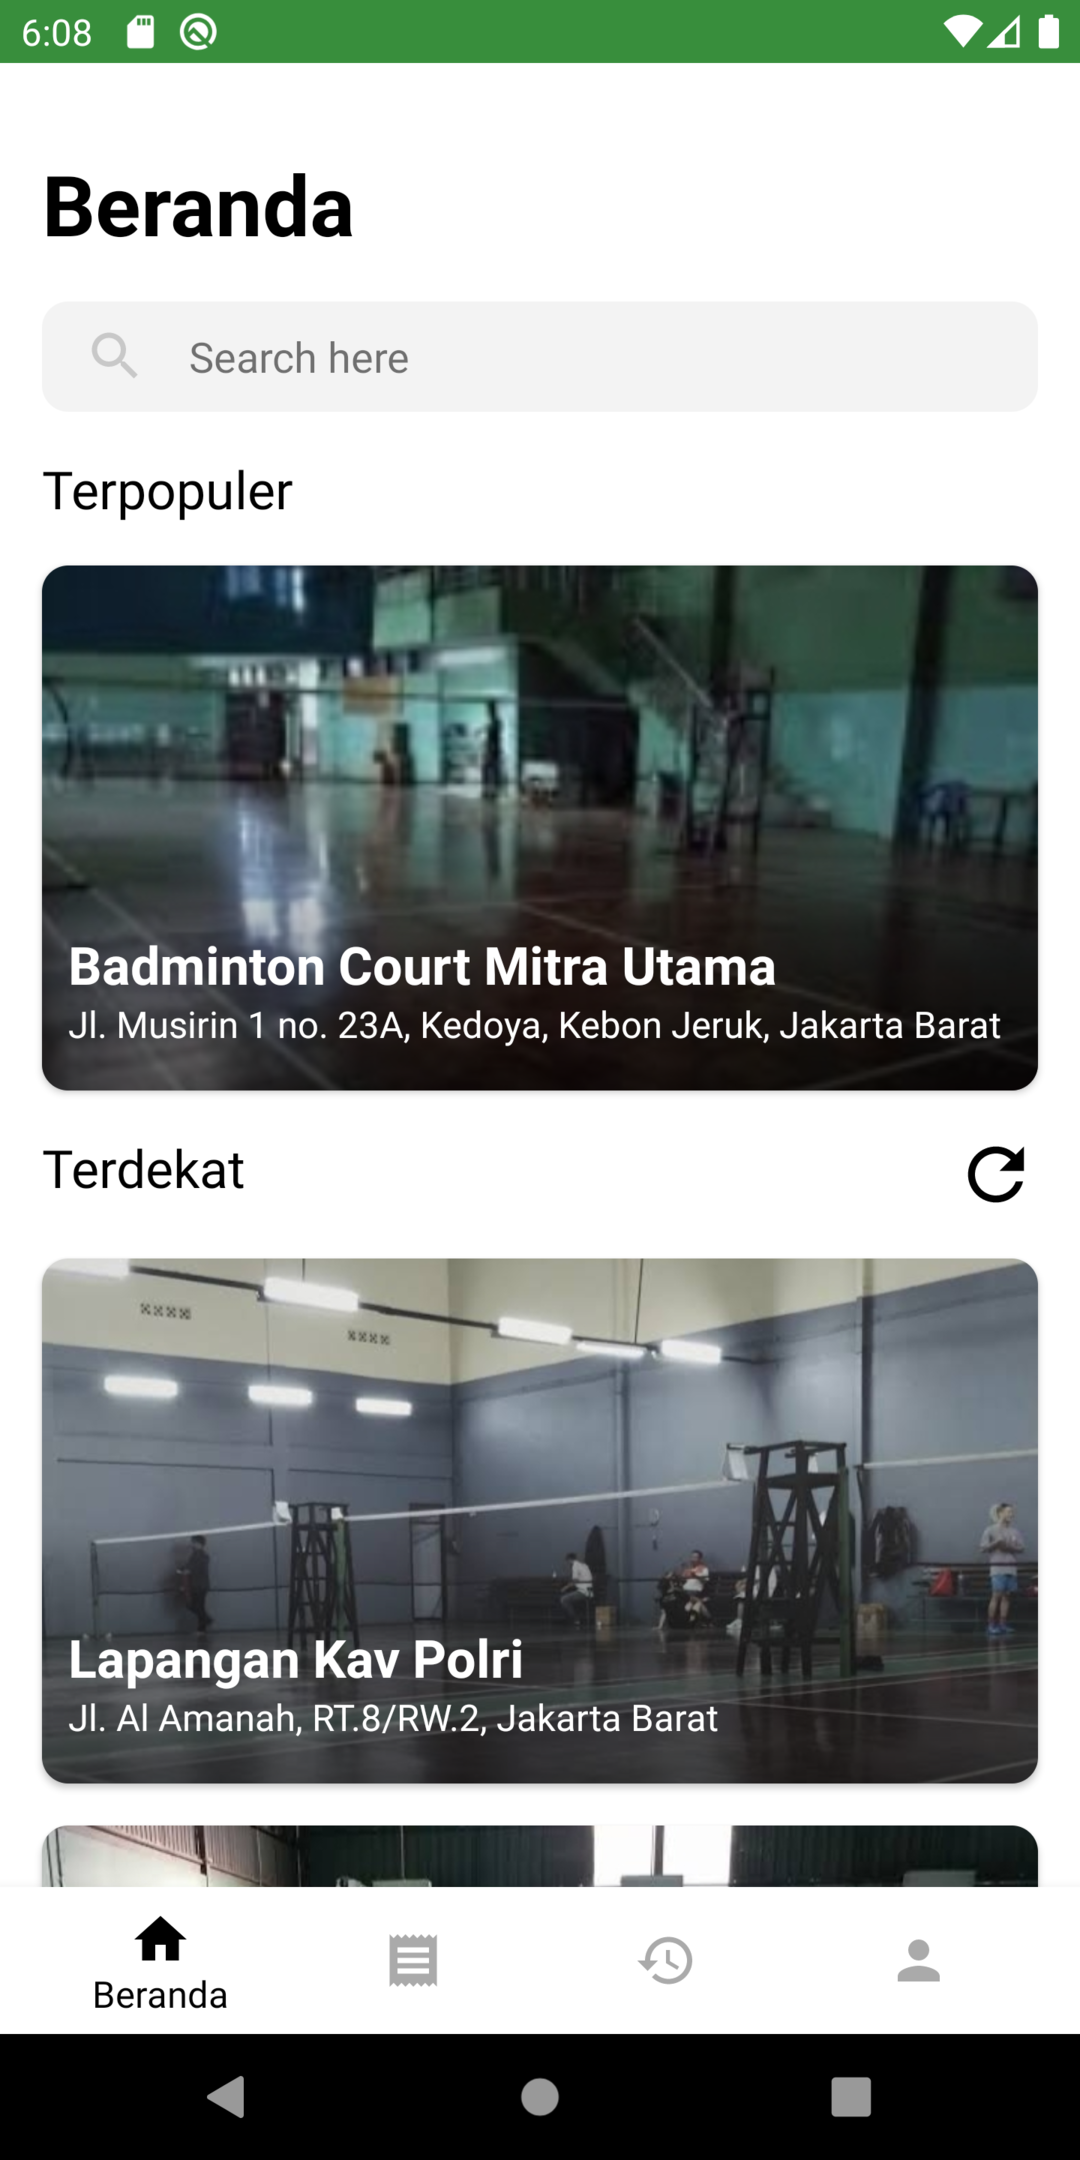 6:08
Beranda
Search here
Terpopuler
Badminton Court Mitra Utama
Jl. Musirin 1 no. 23A, Kedoya, Kebon Jeruk, Jakarta Barat
Terdekat
Lapangan Kav Polri
Jl. Al Amanah, RT.8/RW.2, Jakarta Barat
Beranda